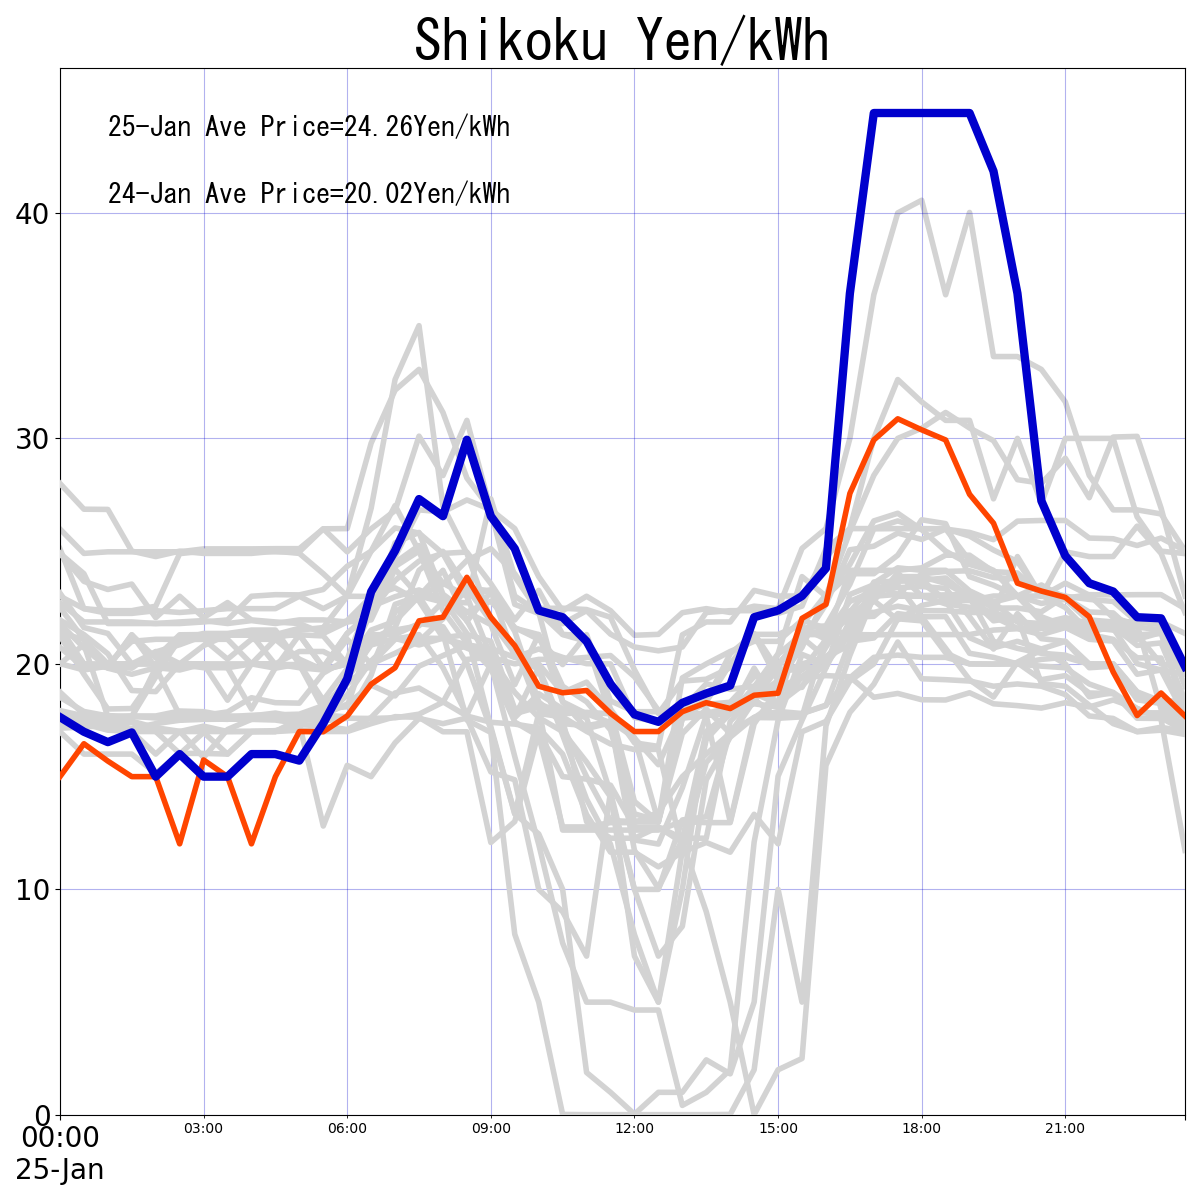 Shikoku Yen/kWh
25-Jan Ave Price=24.26Yen/kWh
24-Jan Ave Price=20.02Yen/kWh
40
30
20
10
0
00:00 03:00 06:00 09:00 12:00 15:00 18:00 21:00
25-Jan